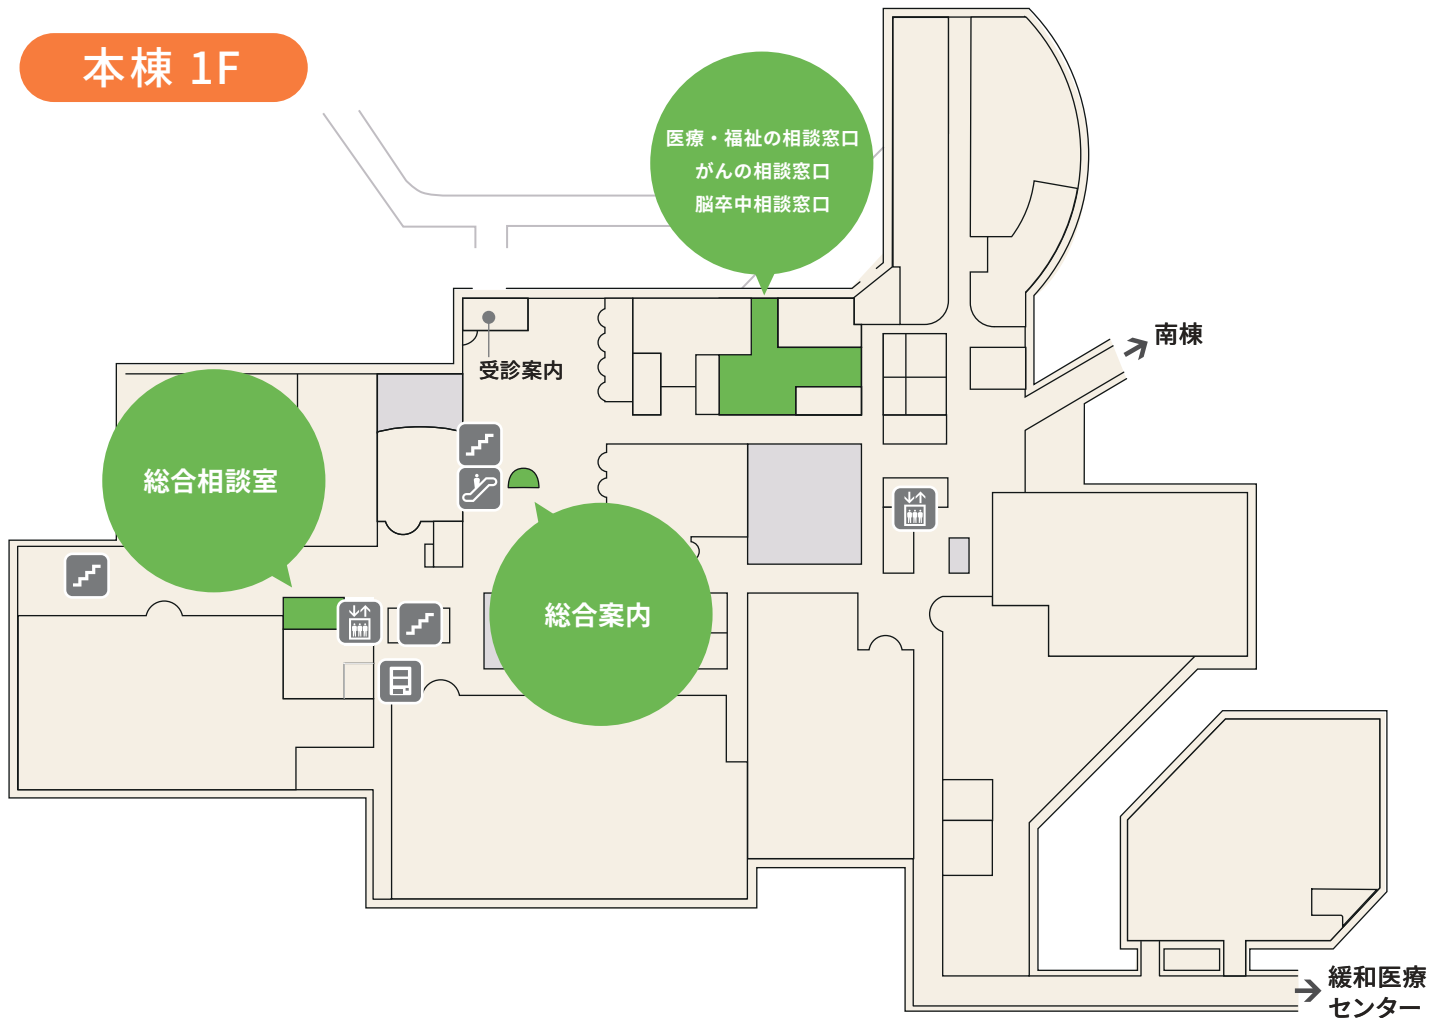 本棟 1F
医療・福祉の相談窓口
がんの相談窓口
脳卒中相談窓口
南棟
受診案内
総合相談室
総合案内
緩和医療
センター